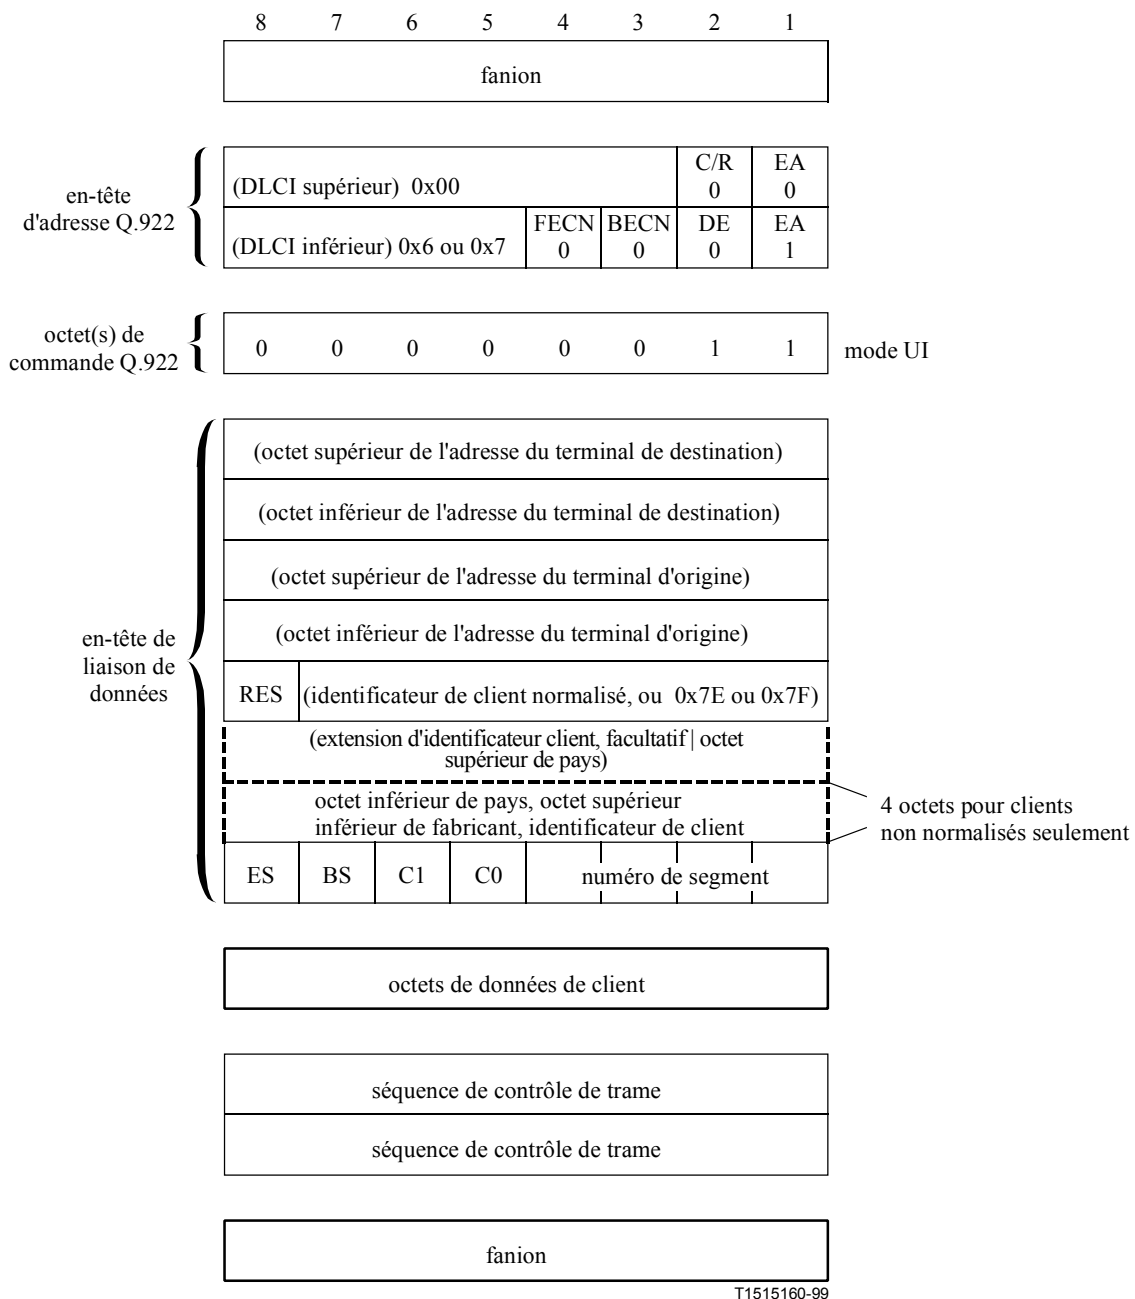 8 7 6 5 4 3 2 1
fanion
en-tête
d'adresse Q.922
(DLCI supérieur) 0x00
C/R
0
EA
0
(DLCI inférieur) 0x6 ou 0x7
FECN
0
BECN
0
DE
0
EA
1
octet(s) de
commande Q.922
0 0 0 0 0 0 1 1
mode UI
en-tête de
liaison de
données
(octet supérieur de l'adresse du terminal de destination)
(octet inférieur de l'adresse du terminal de destination)
(octet supérieur de l'adresse du terminal d'origine)
(octet inférieur de l'adresse du terminal d'origine)
RES
(identificateur de client normalisé, ou 0x7E ou 0x7F)
(extension d'identificateur client, facultatif | octet
supérieur de pays)
octet inférieur de pays, octet supérieur
inférieur de fabricant, identificateur de client
4 octets pour clients
non normalisés seulement
ES BS C1 C0 numéro de segment
octets de données de client
séquence de contrôle de trame
séquence de contrôle de trame
fanion
T1515160-99